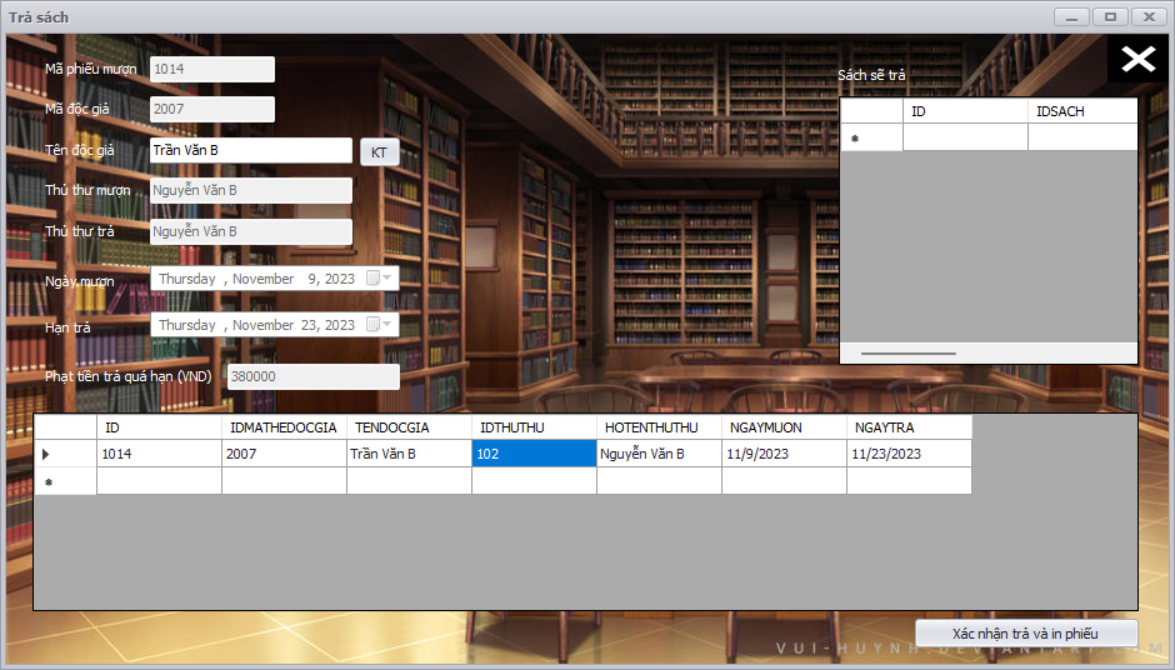 Trả sách
Mã phiếu mượn 1014
Sách sẽ trả
Mã độc giả 2007
ID IDSACH
Tên độc giả Trần Văn B KT
Thủ thư mượn Nguyễn Văn B
Thủ thư trả Nguyễn Văn B
Ngày mượn Thursday , November 9, 2023
Hạn trả Thursday , November 23, 2023
Phạt tiền trả quá hạn (VND) 380000
ID IDMATHEDOCGIA TENDOCGIA IDTHUTHU HOTENTHUTHU NGAYMUON NGAYTRA
1014 2007 Trần Văn B 102 Nguyễn Văn B 11/9/2023 11/23/2023
Xác nhận trả và in phiếu
VUI-HUYNH.DEVIANTART.COM